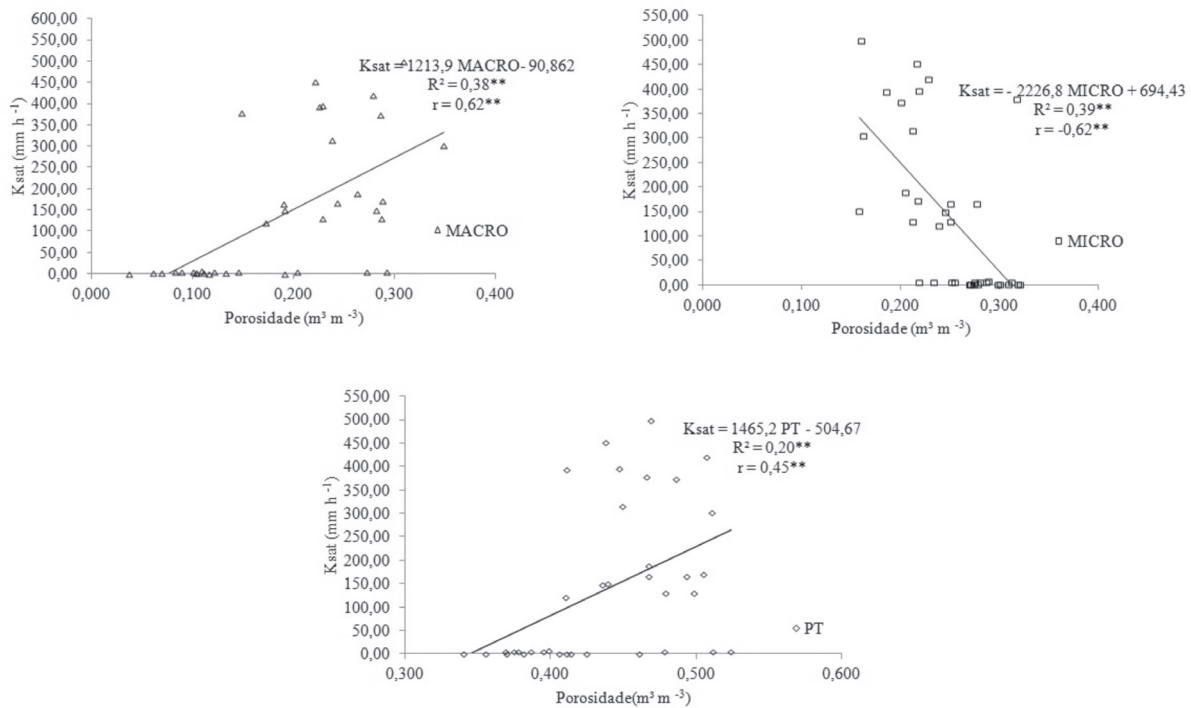 600,00
550,00
500,00
450,00
400,00
350,00
300,00
250,00
200,00
150,00
100,00
50,00
0,00
Ksat (mm h⁻¹)
Ksat = 1213,9 MACRO- 90,862
R² = 0,38**
r = 0,62**
MACRO
0,000 0,100 0,200 0,300 0,400
Porosidade (m³ m⁻³)
550,00
500,00
450,00
400,00
350,00
300,00
250,00
200,00
150,00
100,00
50,00
0,00
Ksat (mm h⁻¹)
Ksat = - 2226,8 MICRO + 694,43
R² = 0,39**
r = -0,62**
MICRO
0,000 0,100 0,200 0,300 0,400
Porosidade (m³ m⁻³)
550,00
500,00
450,00
400,00
350,00
300,00
250,00
200,00
150,00
100,00
50,00
0,00
Ksat (mm h⁻¹)
Ksat = 1465,2 PT - 504,67
R² = 0,20**
r = 0,45**
PT
0,300 0,400 0,500 0,600
Porosidade(m³ m⁻³)